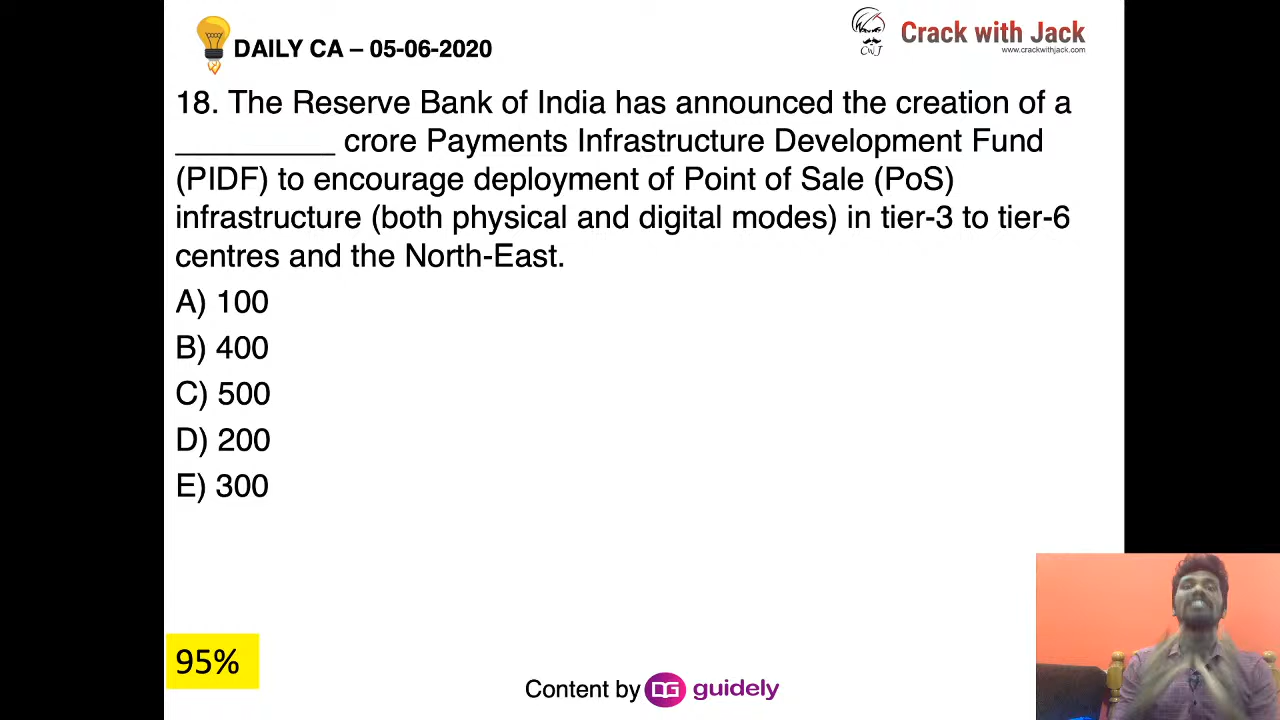 DAILY CA – 05-06-2020
Crack with Jack
www.crackwithjack.com
CWJ
18. The Reserve Bank of India has announced the creation of a
_________ crore Payments Infrastructure Development Fund
(PIDF) to encourage deployment of Point of Sale (PoS)
infrastructure (both physical and digital modes) in tier-3 to tier-6
centres and the North-East.
A) 100
B) 400
C) 500
D) 200
E) 300
95%
Content by DG guidely